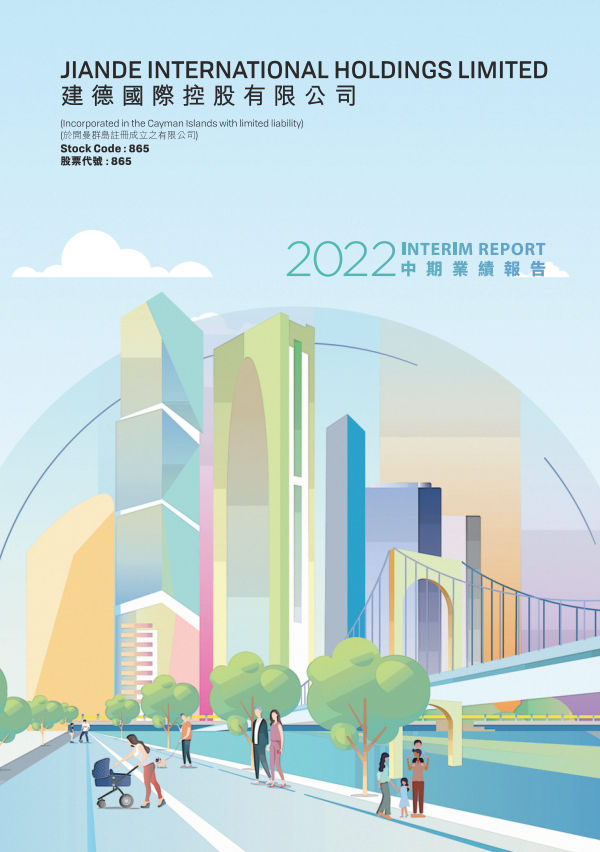 JIANDE INTERNATIONAL HOLDINGS LIMITED
建德國際控股有限公司
(Incorporated in the Cayman Islands with limited liability)
(於開曼群島註冊成立之有限公司)
Stock Code : 865
股票代號 : 865
2022 INTERIM REPORT
中期業績報告